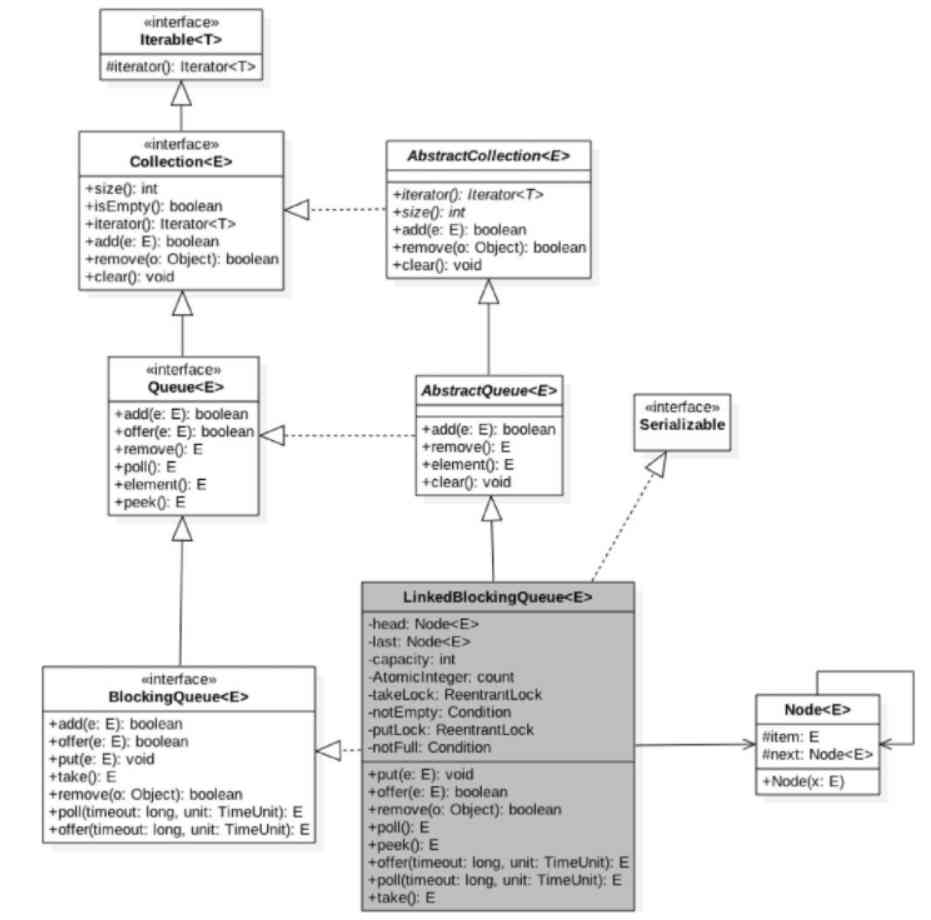 «interface»
Iterable<T>
#iterator(): Iterator<T>
«interface»
Collection<E>
+size(): int
+isEmpty(): boolean
+iterator(): Iterator<T>
+add(e: E): boolean
+remove(o: Object): boolean
+clear(): void
AbstractCollection<E>
+iterator(): Iterator<T>
+size(): int
+add(e: E): boolean
+remove(o: Object): boolean
+clear(): void
«interface»
Queue<E>
+add(e: E): boolean
+offer(e: E): boolean
+remove(): E
+poll(): E
+element(): E
+peek(): E
AbstractQueue<E>
+add(e: E): boolean
+remove(): E
+element(): E
+clear(): void
«interface»
Serializable
«interface»
BlockingQueue<E>
+add(e: E): boolean
+offer(e: E): boolean
+put(e: E): void
+take(): E
+remove(o: Object): boolean
+poll(timeout: long, unit: TimeUnit): E
+offer(timeout: long, unit: TimeUnit): E
LinkedBlockingQueue<E>
-head: Node<E>
-last: Node<E>
-capacity: int
-AtomicInteger: count
-takeLock: ReentrantLock
-notEmpty: Condition
-putLock: ReentrantLock
-notFull: Condition
+put(e: E): void
+offer(e: E): boolean
+remove(o: Object): boolean
+poll(): E
+peek(): E
+offer(timeout: long, unit: TimeUnit): E
+poll(timeout: long, unit: TimeUnit): E
+take(): E
Node<E>
#item: E
#next: Node<E>
+Node(x: E)